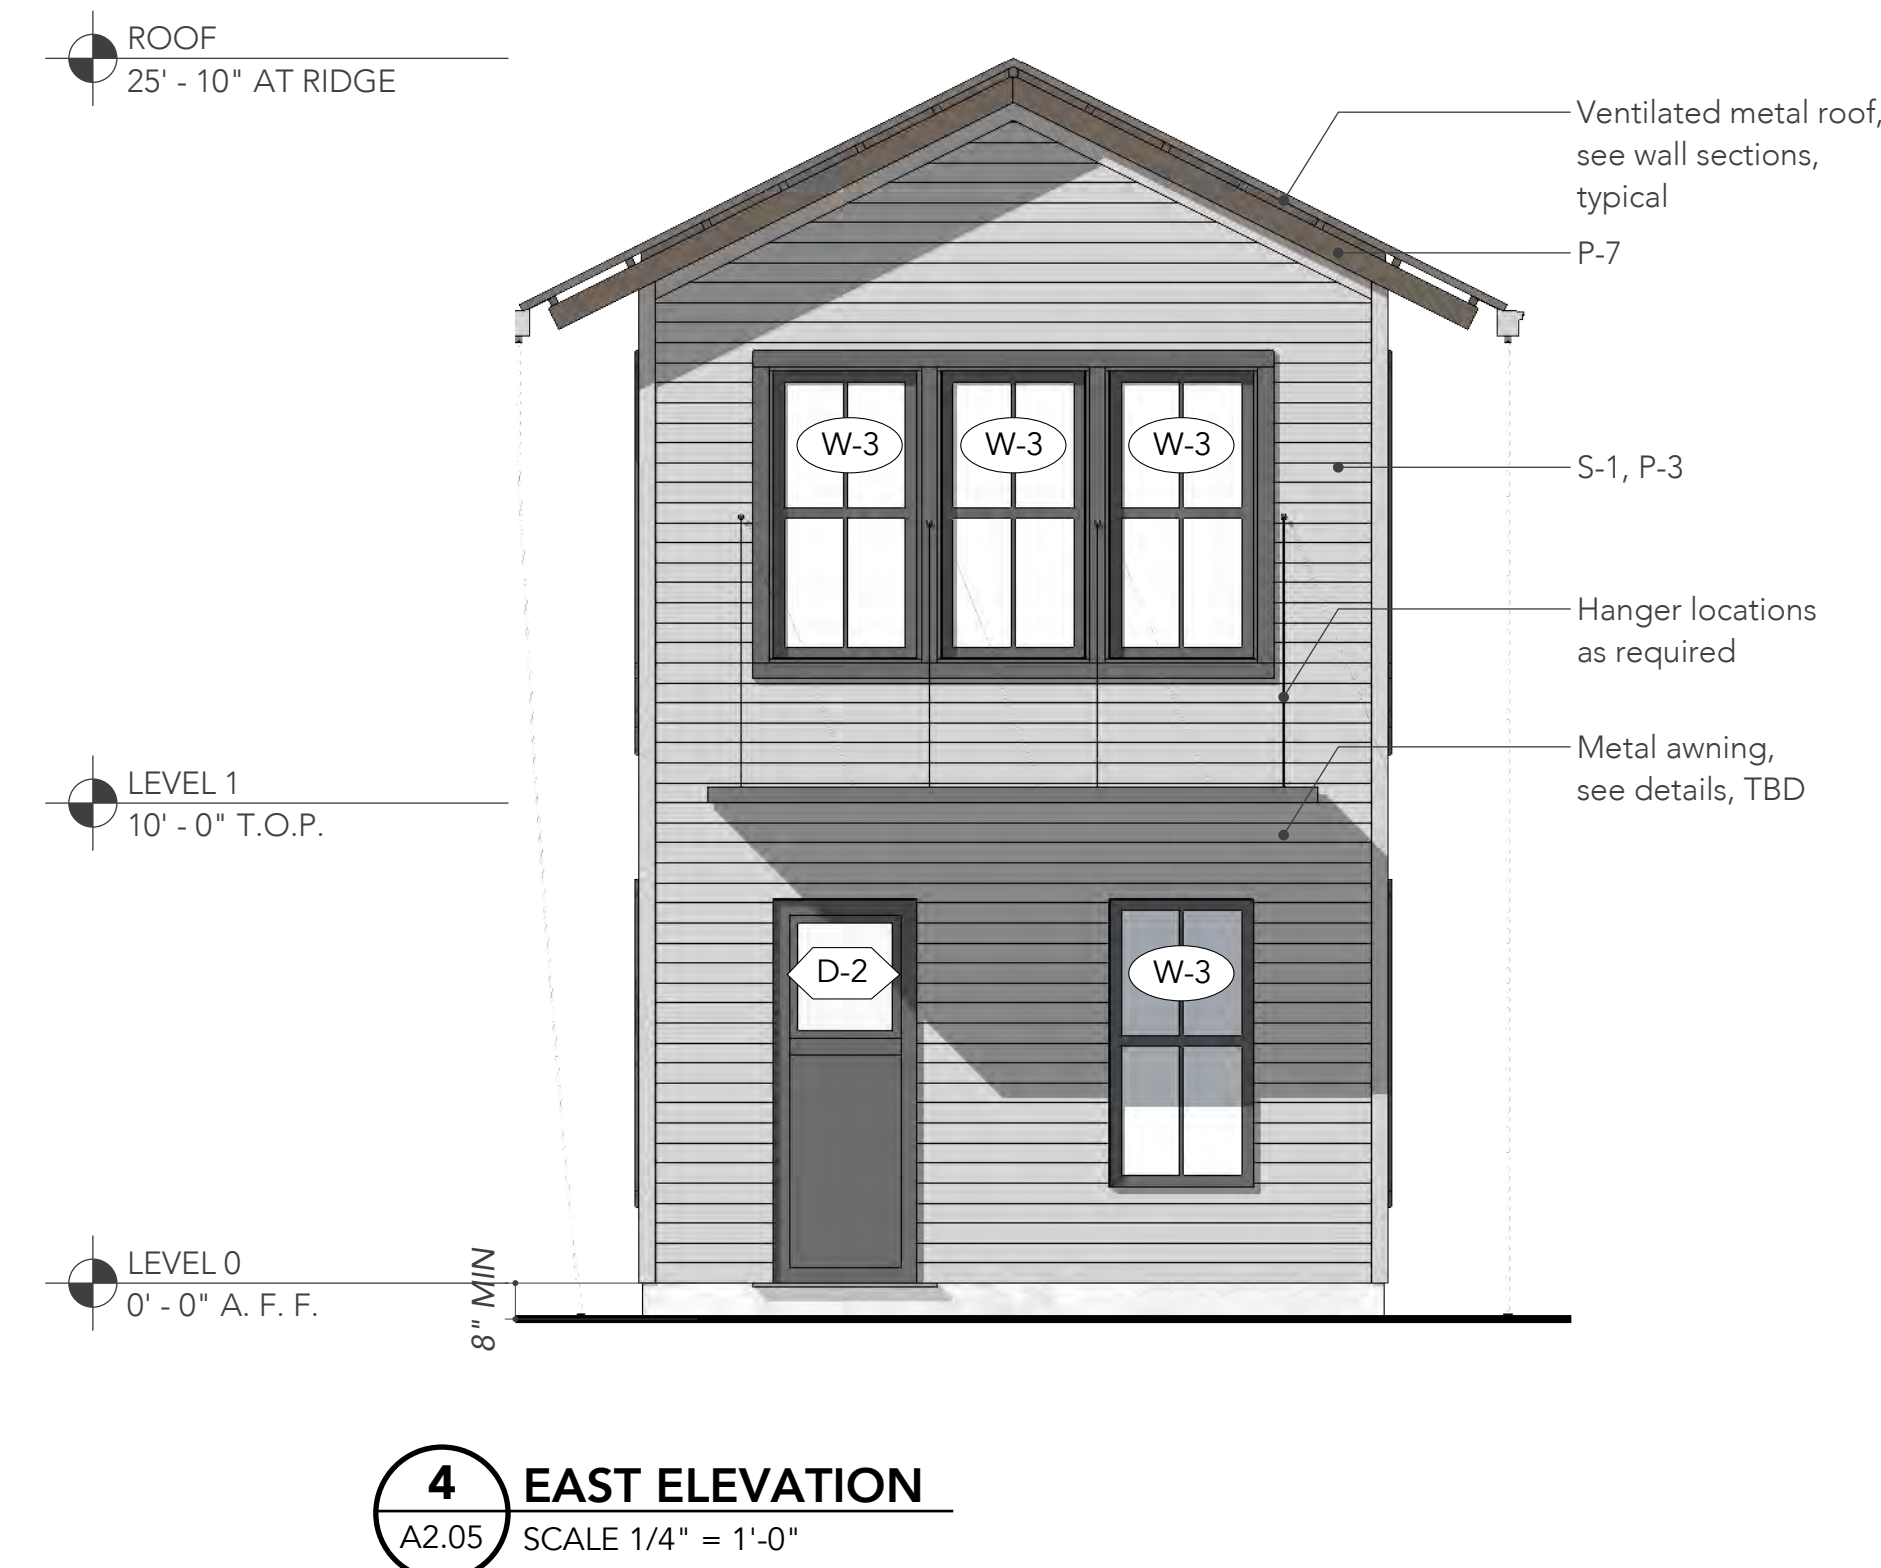 ROOF
25' - 10" AT RIDGE
Ventilated metal roof,
see wall sections,
typical
P-7
W-3
W-3
W-3
S-1, P-3
Hanger locations
as required
Metal awning,
see details, TBD
LEVEL 1
10' - 0" T.O.P.
D-2
W-3
LEVEL 0
0' - 0" A. F. F.
8" MIN
4
EAST ELEVATION
A2.05
SCALE 1/4" = 1'-0"